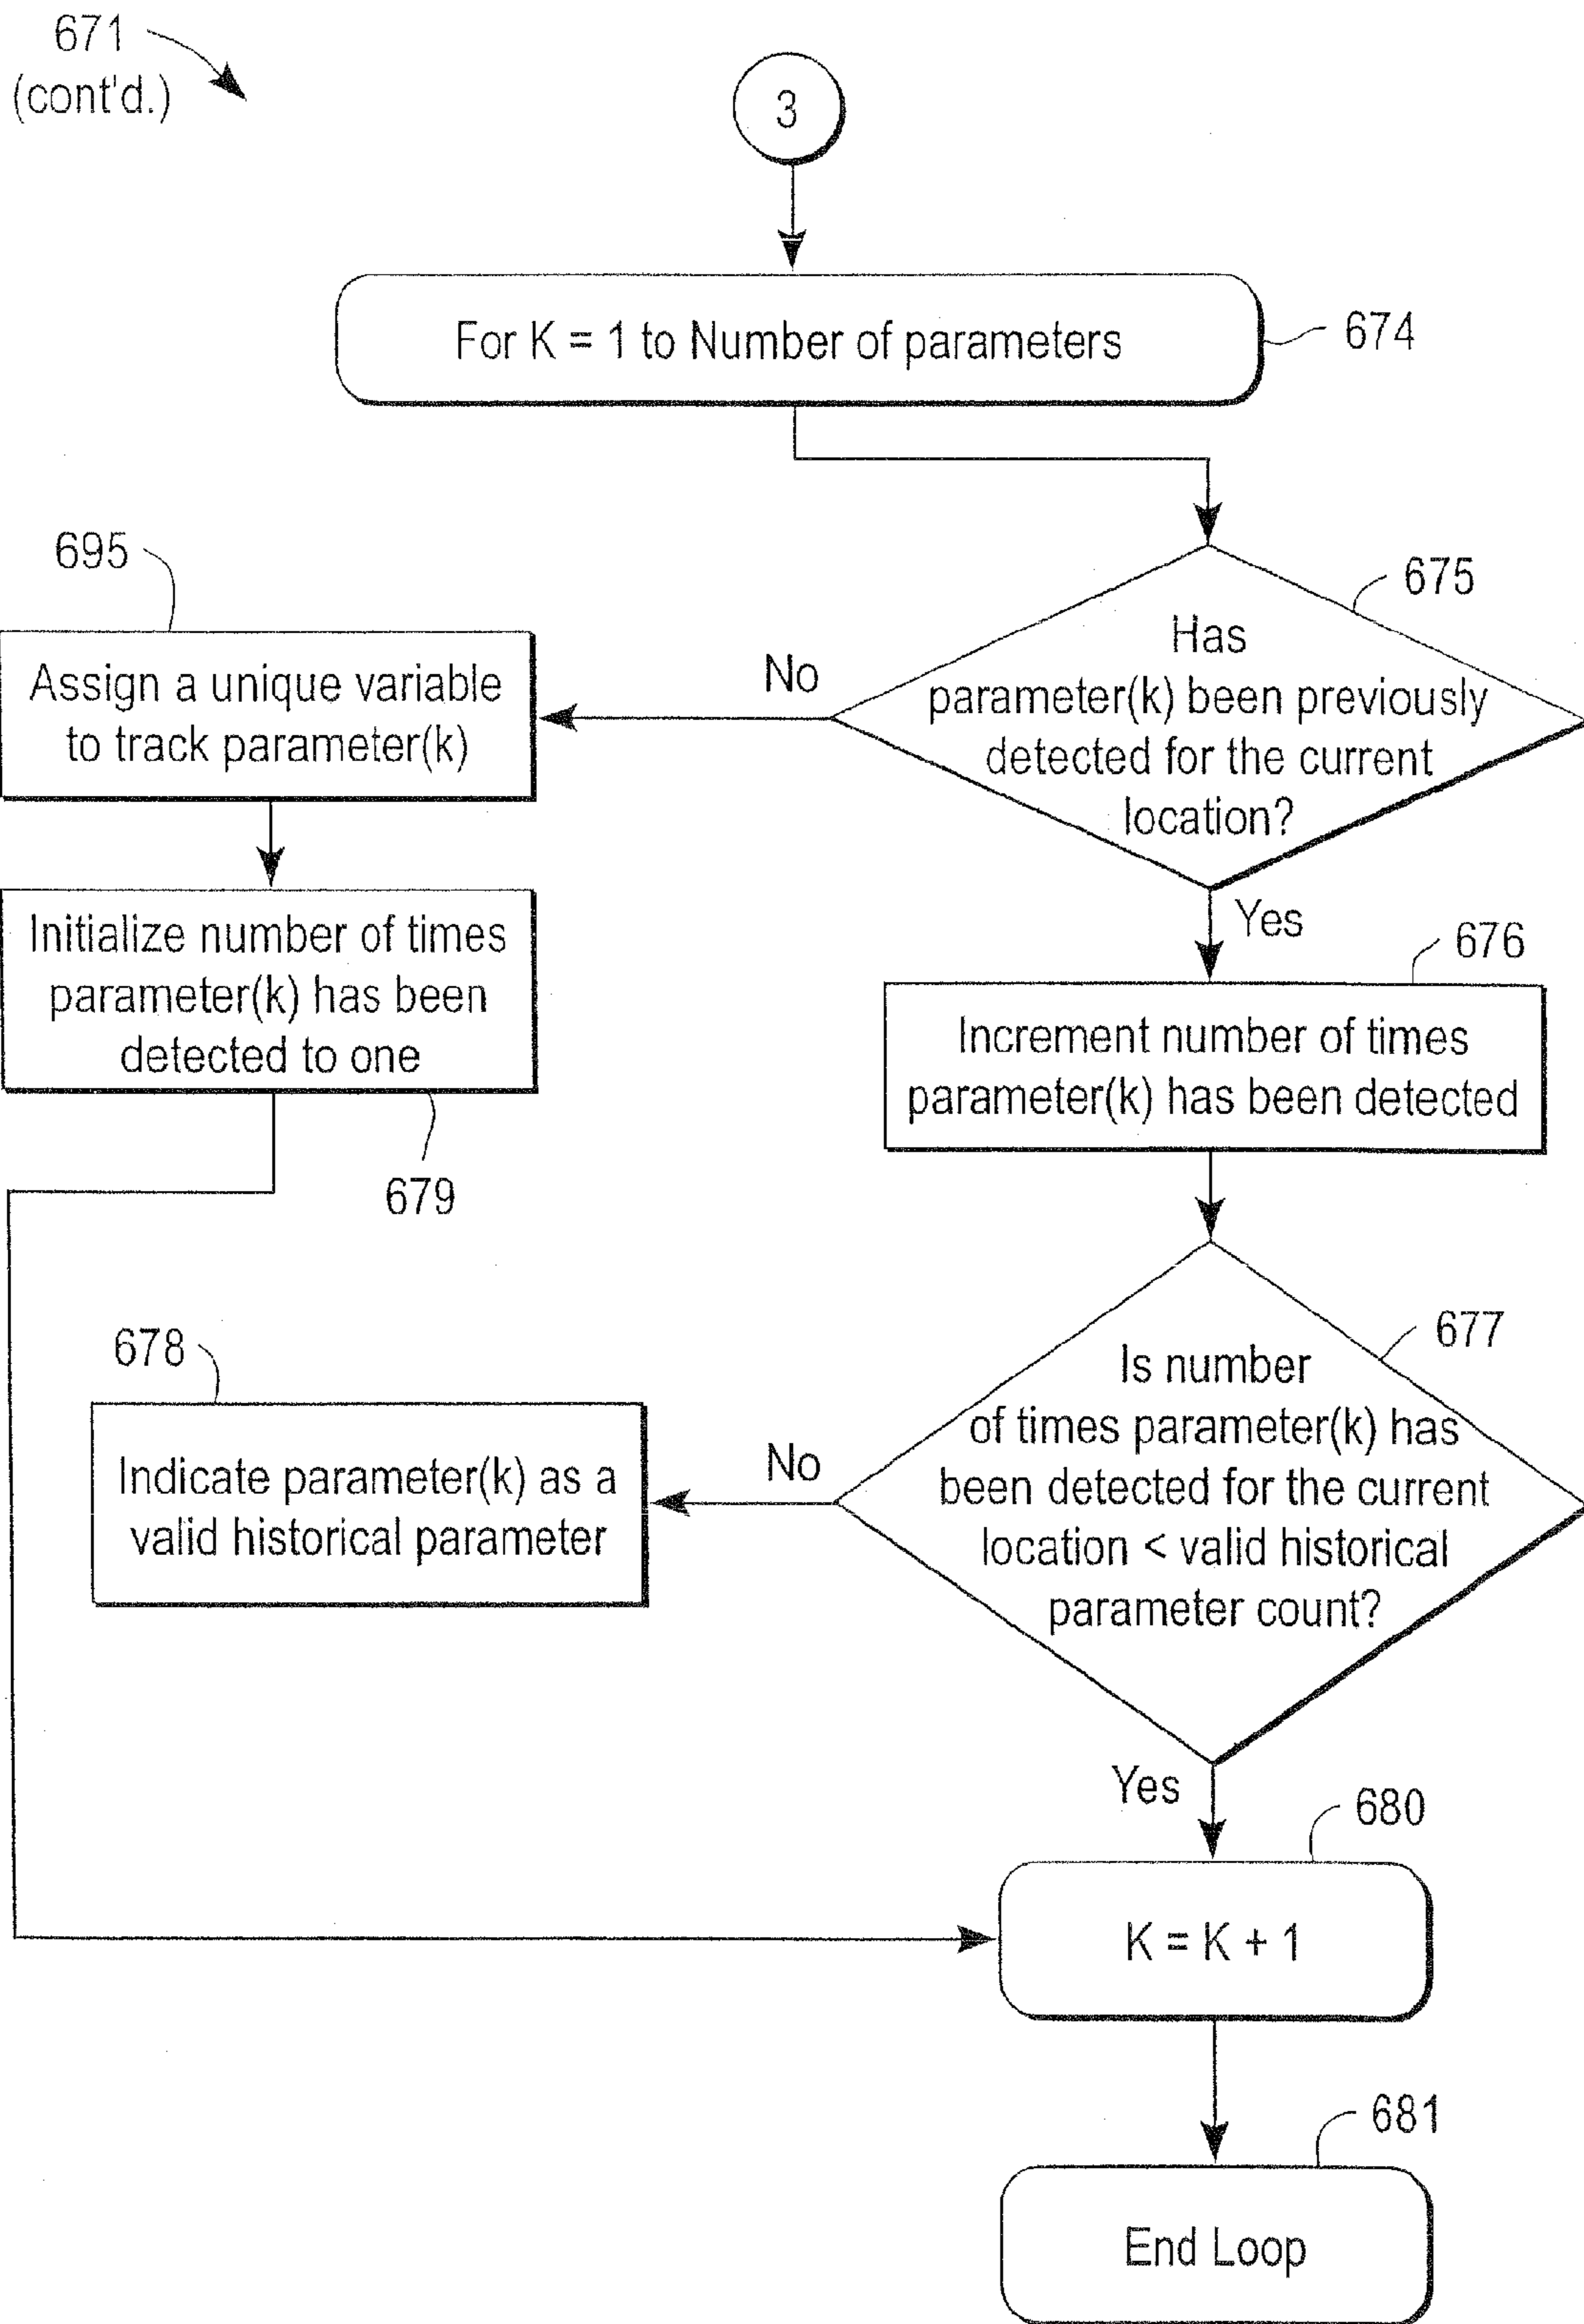 671
(cont'd.)
3
For K = 1 to Number of parameters
674
695
675
Has
parameter(k) been previously
detected for the current
location?
No
Assign a unique variable
to track parameter(k)
Yes
Initialize number of times
parameter(k) has been
detected to one
679
676
Increment number of times
parameter(k) has been detected
677
Is number
of times parameter(k) has
been detected for the current
location < valid historical
parameter count?
No
678
Indicate parameter(k) as a
valid historical parameter
Yes
680
K = K + 1
681
End Loop